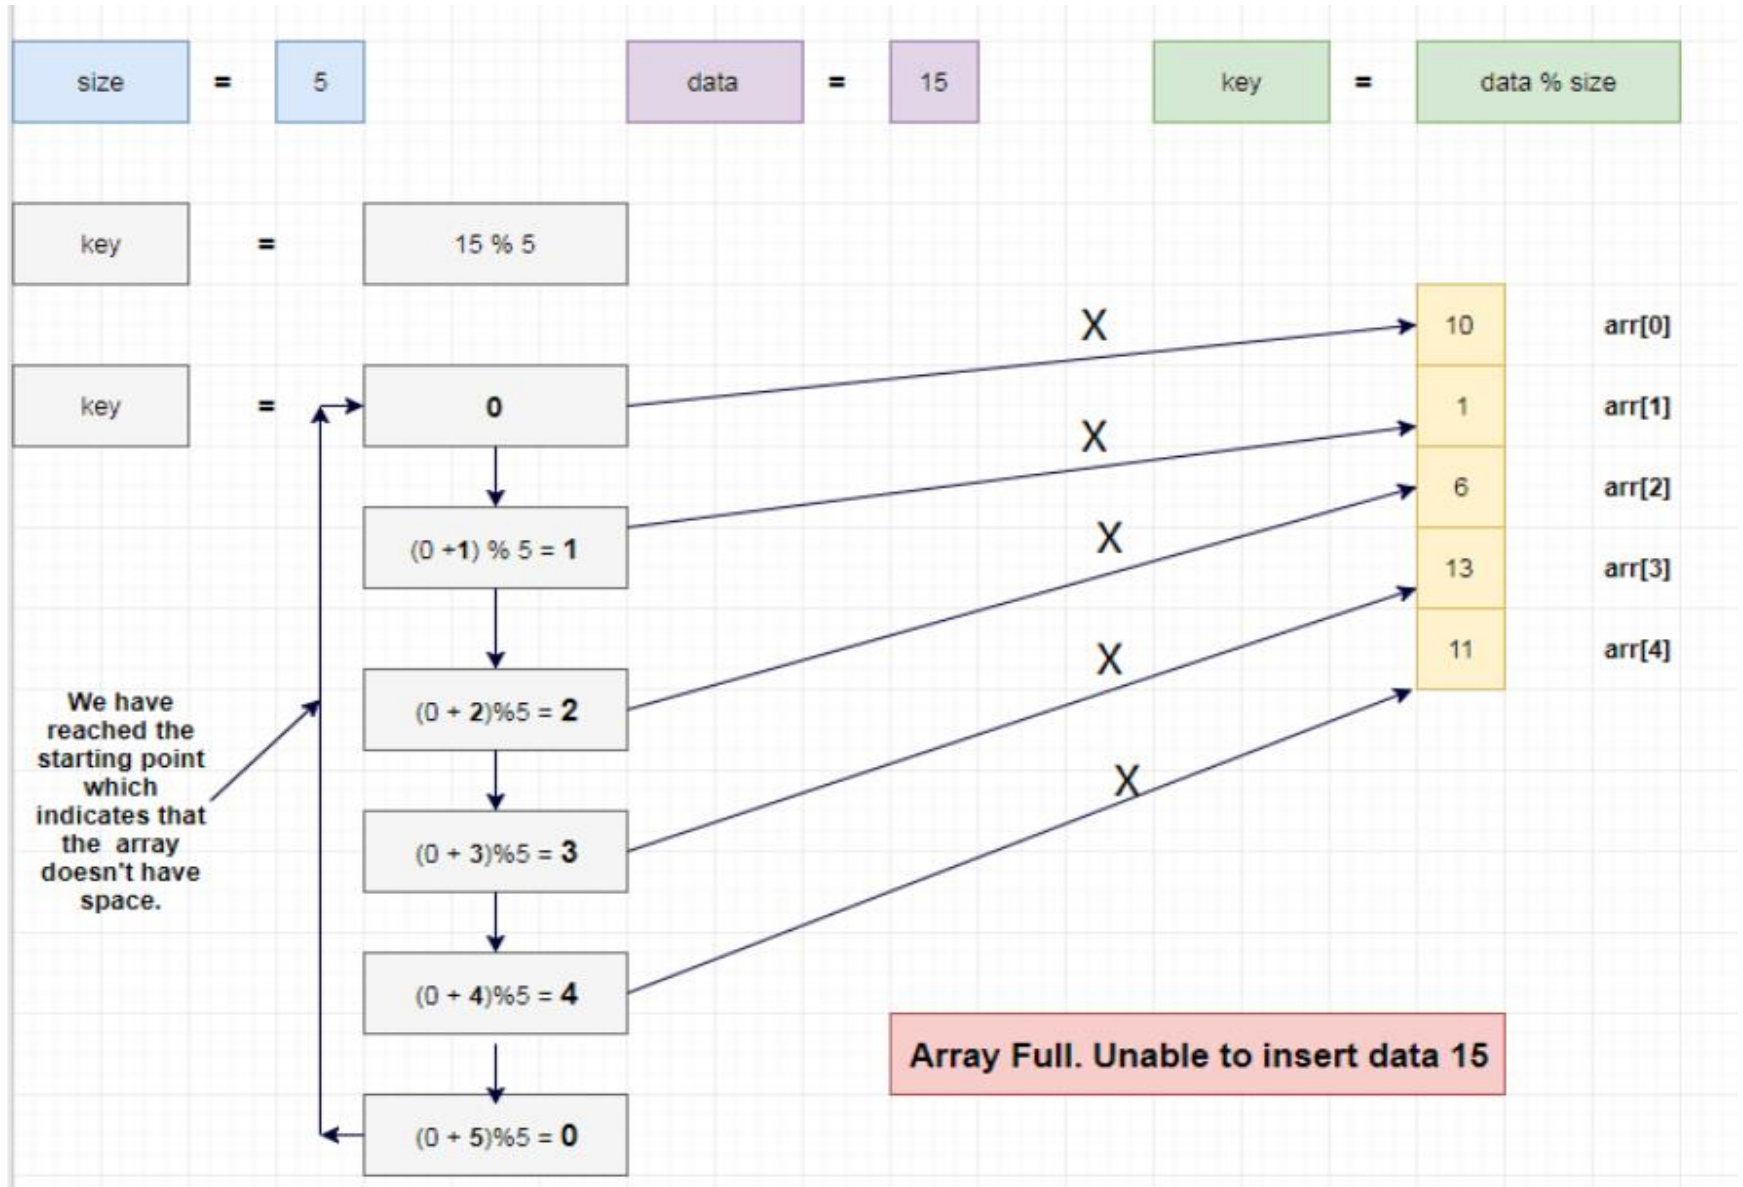 size = 5 data = 15 key = data % size
key = 15 % 5
key = 0
(0 +1) % 5 = 1
(0 + 2)%5 = 2
(0 + 3)%5 = 3
(0 + 4)%5 = 4
(0 + 5)%5 = 0
We have
reached the
starting point
which
indicates that
the array
doesn't have
space.
X
X
X
X
X
10 arr[0]
1 arr[1]
6 arr[2]
13 arr[3]
11 arr[4]
Array Full. Unable to insert data 15